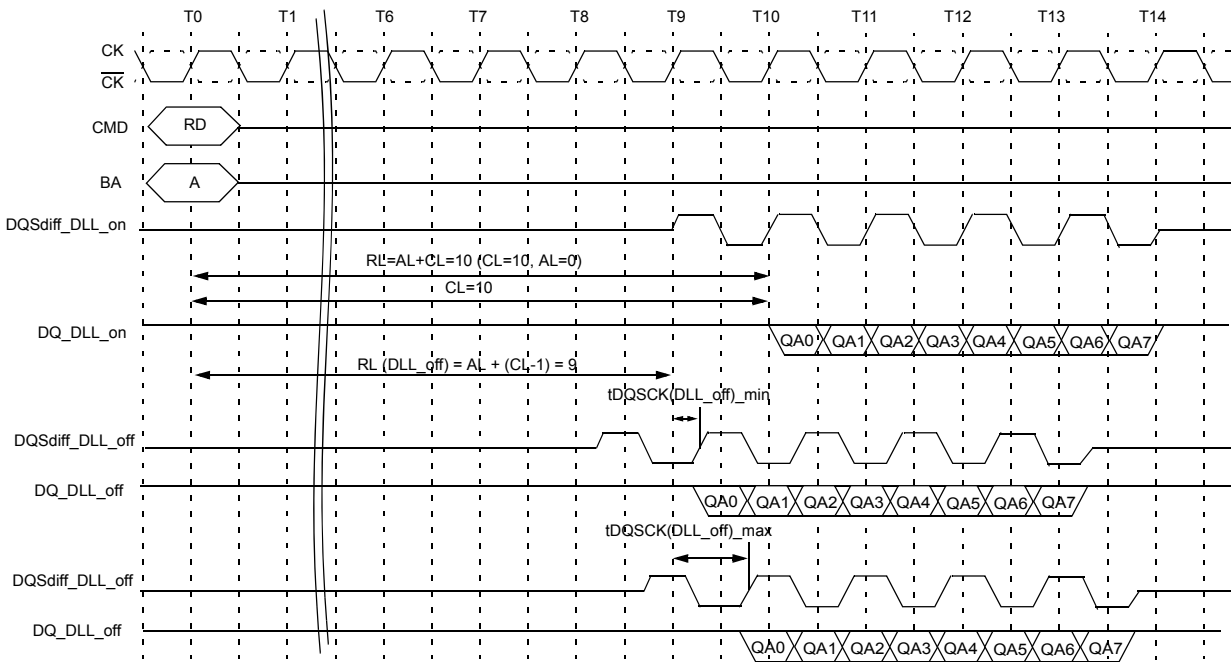 T0 T1 T6 T7 T8 T9 T10 T11 T12 T13 T14
CK
CK
CMD RD
BA A
DQSdiff_DLL_on
RL=AL+CL=10 (CL=10, AL=0)
CL=10
DQ_DLL_on QA0 QA1 QA2 QA3 QA4 QA5 QA6 QA7
RL (DLL_off) = AL + (CL-1) = 9
tDQSCK(DLL_off)_min
DQSdiff_DLL_off
DQ_DLL_off QA0 QA1 QA2 QA3 QA4 QA5 QA6 QA7
tDQSCK(DLL_off)_max
DQSdiff_DLL_off
DQ_DLL_off QA0 QA1 QA2 QA3 QA4 QA5 QA6 QA7